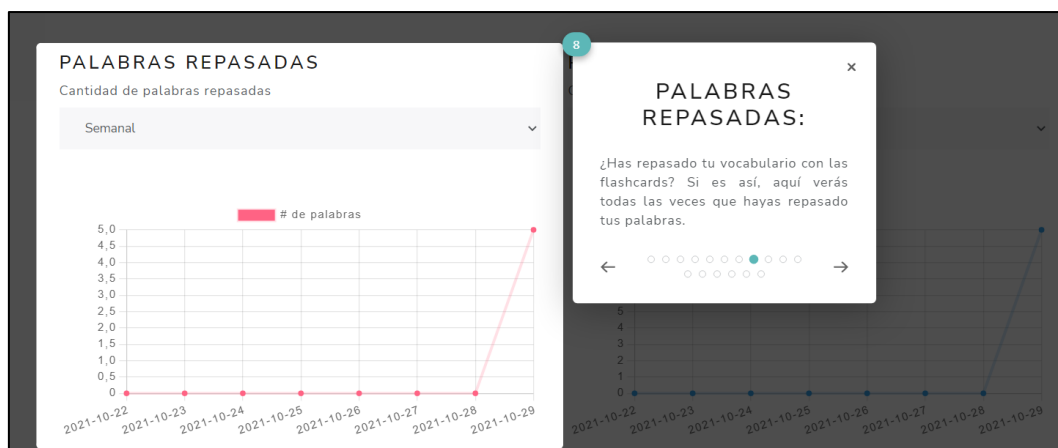 PALABRAS REPASADAS
Cantidad de palabras repasadas
Semanal
# de palabras
5,0
4,5
4,0
3,5
3,0
2,5
2,0
1,5
1,0
0,5
0
2021-10-22 2021-10-23 2021-10-24 2021-10-25 2021-10-26 2021-10-27 2021-10-28 2021-10-29
8
×
PALABRAS
REPASADAS:
¿Has repasado tu vocabulario con las
flashcards? Si es así, aquí verás
todas las veces que hayas repasado
tus palabras.
← →
5
4
3
2
1
0
2021-10-22 2021-10-23 2021-10-24 2021-10-25 2021-10-26 2021-10-27 2021-10-28 2021-10-29